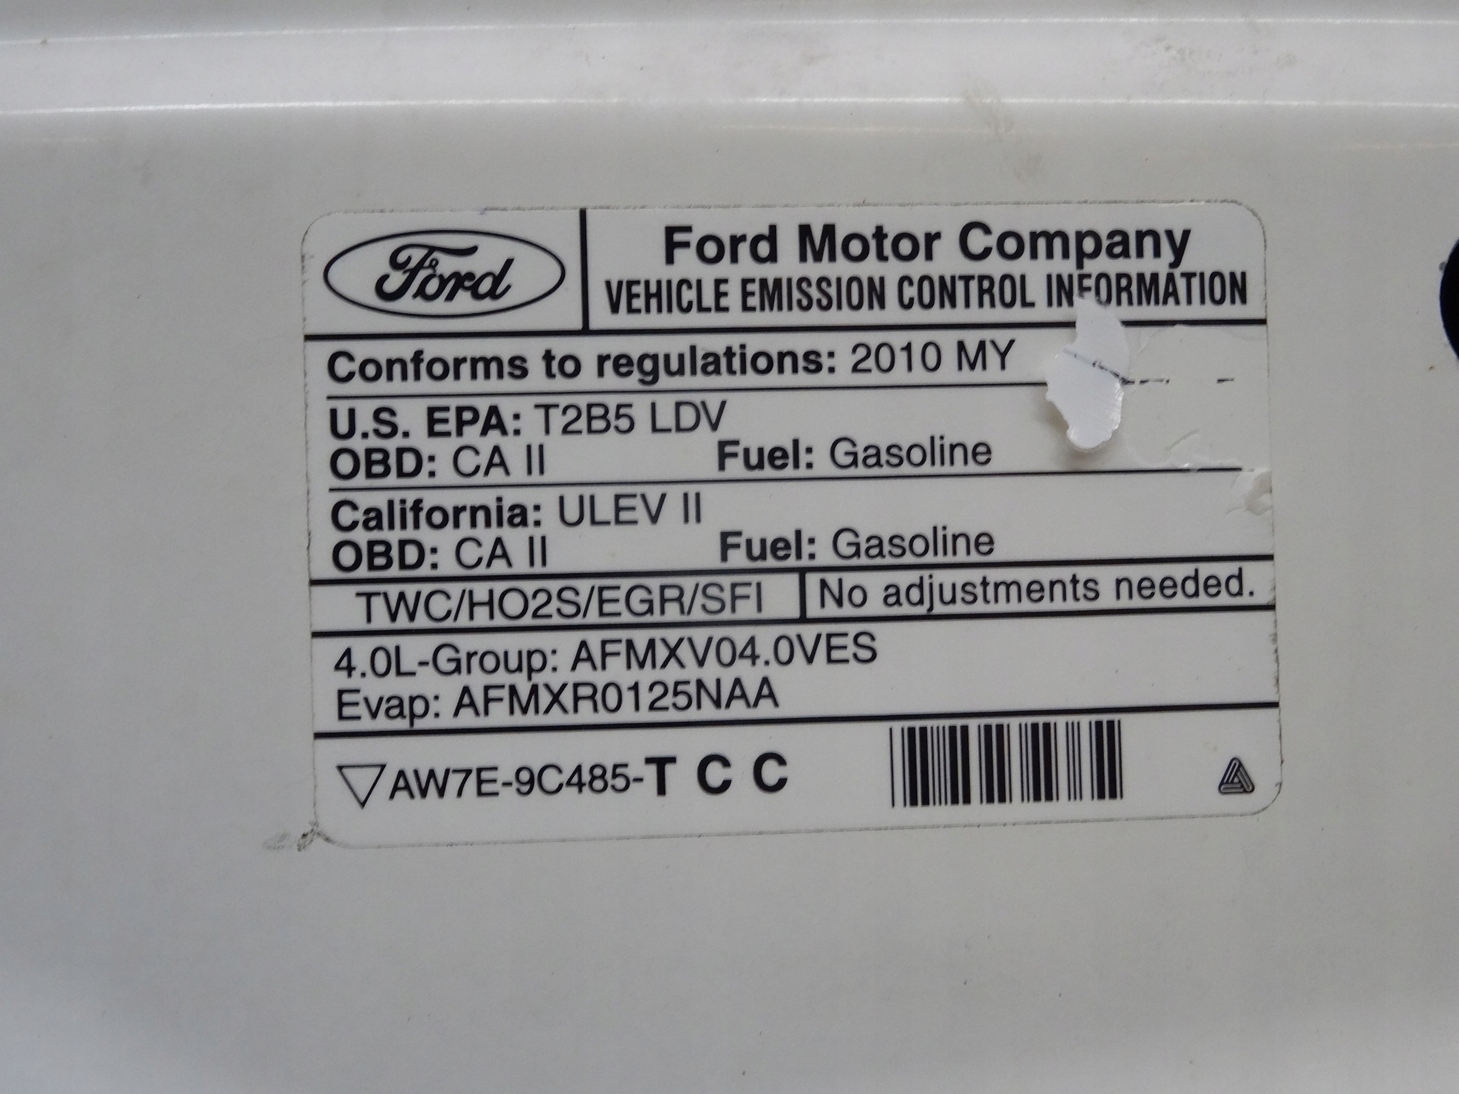 Ford
Ford Motor Company
VEHICLE EMISSION CONTROL INFORMATION
Conforms to regulations: 2010 MY
U.S. EPA: T2B5 LDV
OBD: CA II Fuel: Gasoline
California: ULEV II
OBD: CA II Fuel: Gasoline
TWC/HO2S/EGR/SFI No adjustments needed.
4.0L-Group: AFMXV04.0VES
Evap: AFMXR0125NAA
AW7E-9C485-T C C